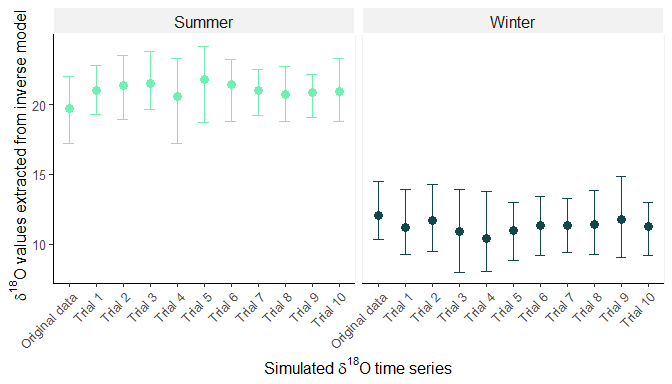 Summer
Winter
δ¹⁸O values extracted from inverse model
20
15
10
Original data
Trial 1
Trial 2
Trial 3
Trial 4
Trial 5
Trial 6
Trial 7
Trial 8
Trial 9
Trial 10
Original data
Trial 1
Trial 2
Trial 3
Trial 4
Trial 5
Trial 6
Trial 7
Trial 8
Trial 9
Trial 10
Simulated δ¹⁸O time series